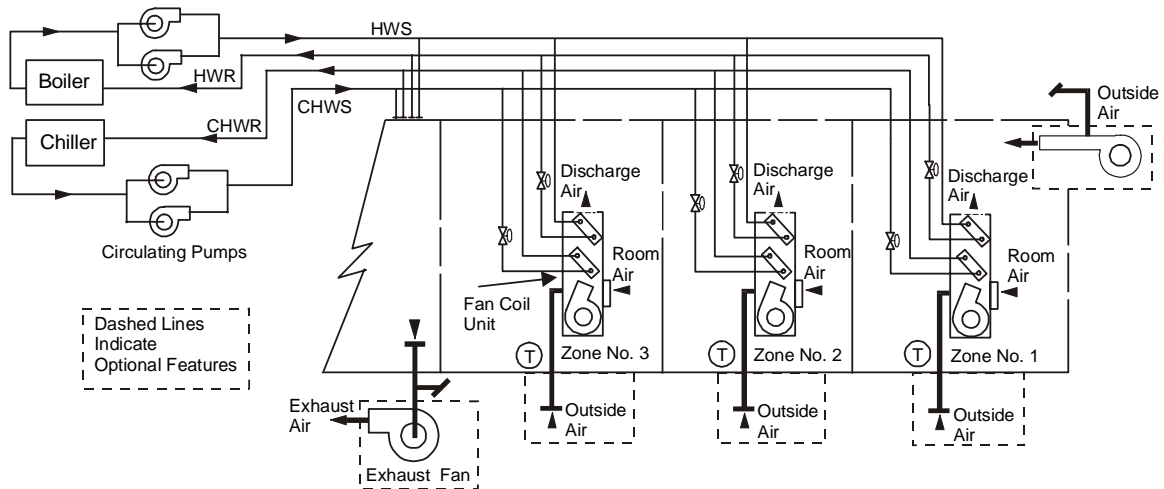 HWS
Boiler
HWR
CHWS
CHWR
Chiller
Circulating Pumps
Outside
Air
Discharge
Air
Discharge
Air
Discharge
Air
Room
Air
Room
Air
Room
Air
Fan Coil
Unit
Dashed Lines
Indicate
Optional Features
T
Zone No. 3
T
Zone No. 2
T
Zone No. 1
Exhaust
Air
Exhaust Fan
Outside
Air
Outside
Air
Outside
Air